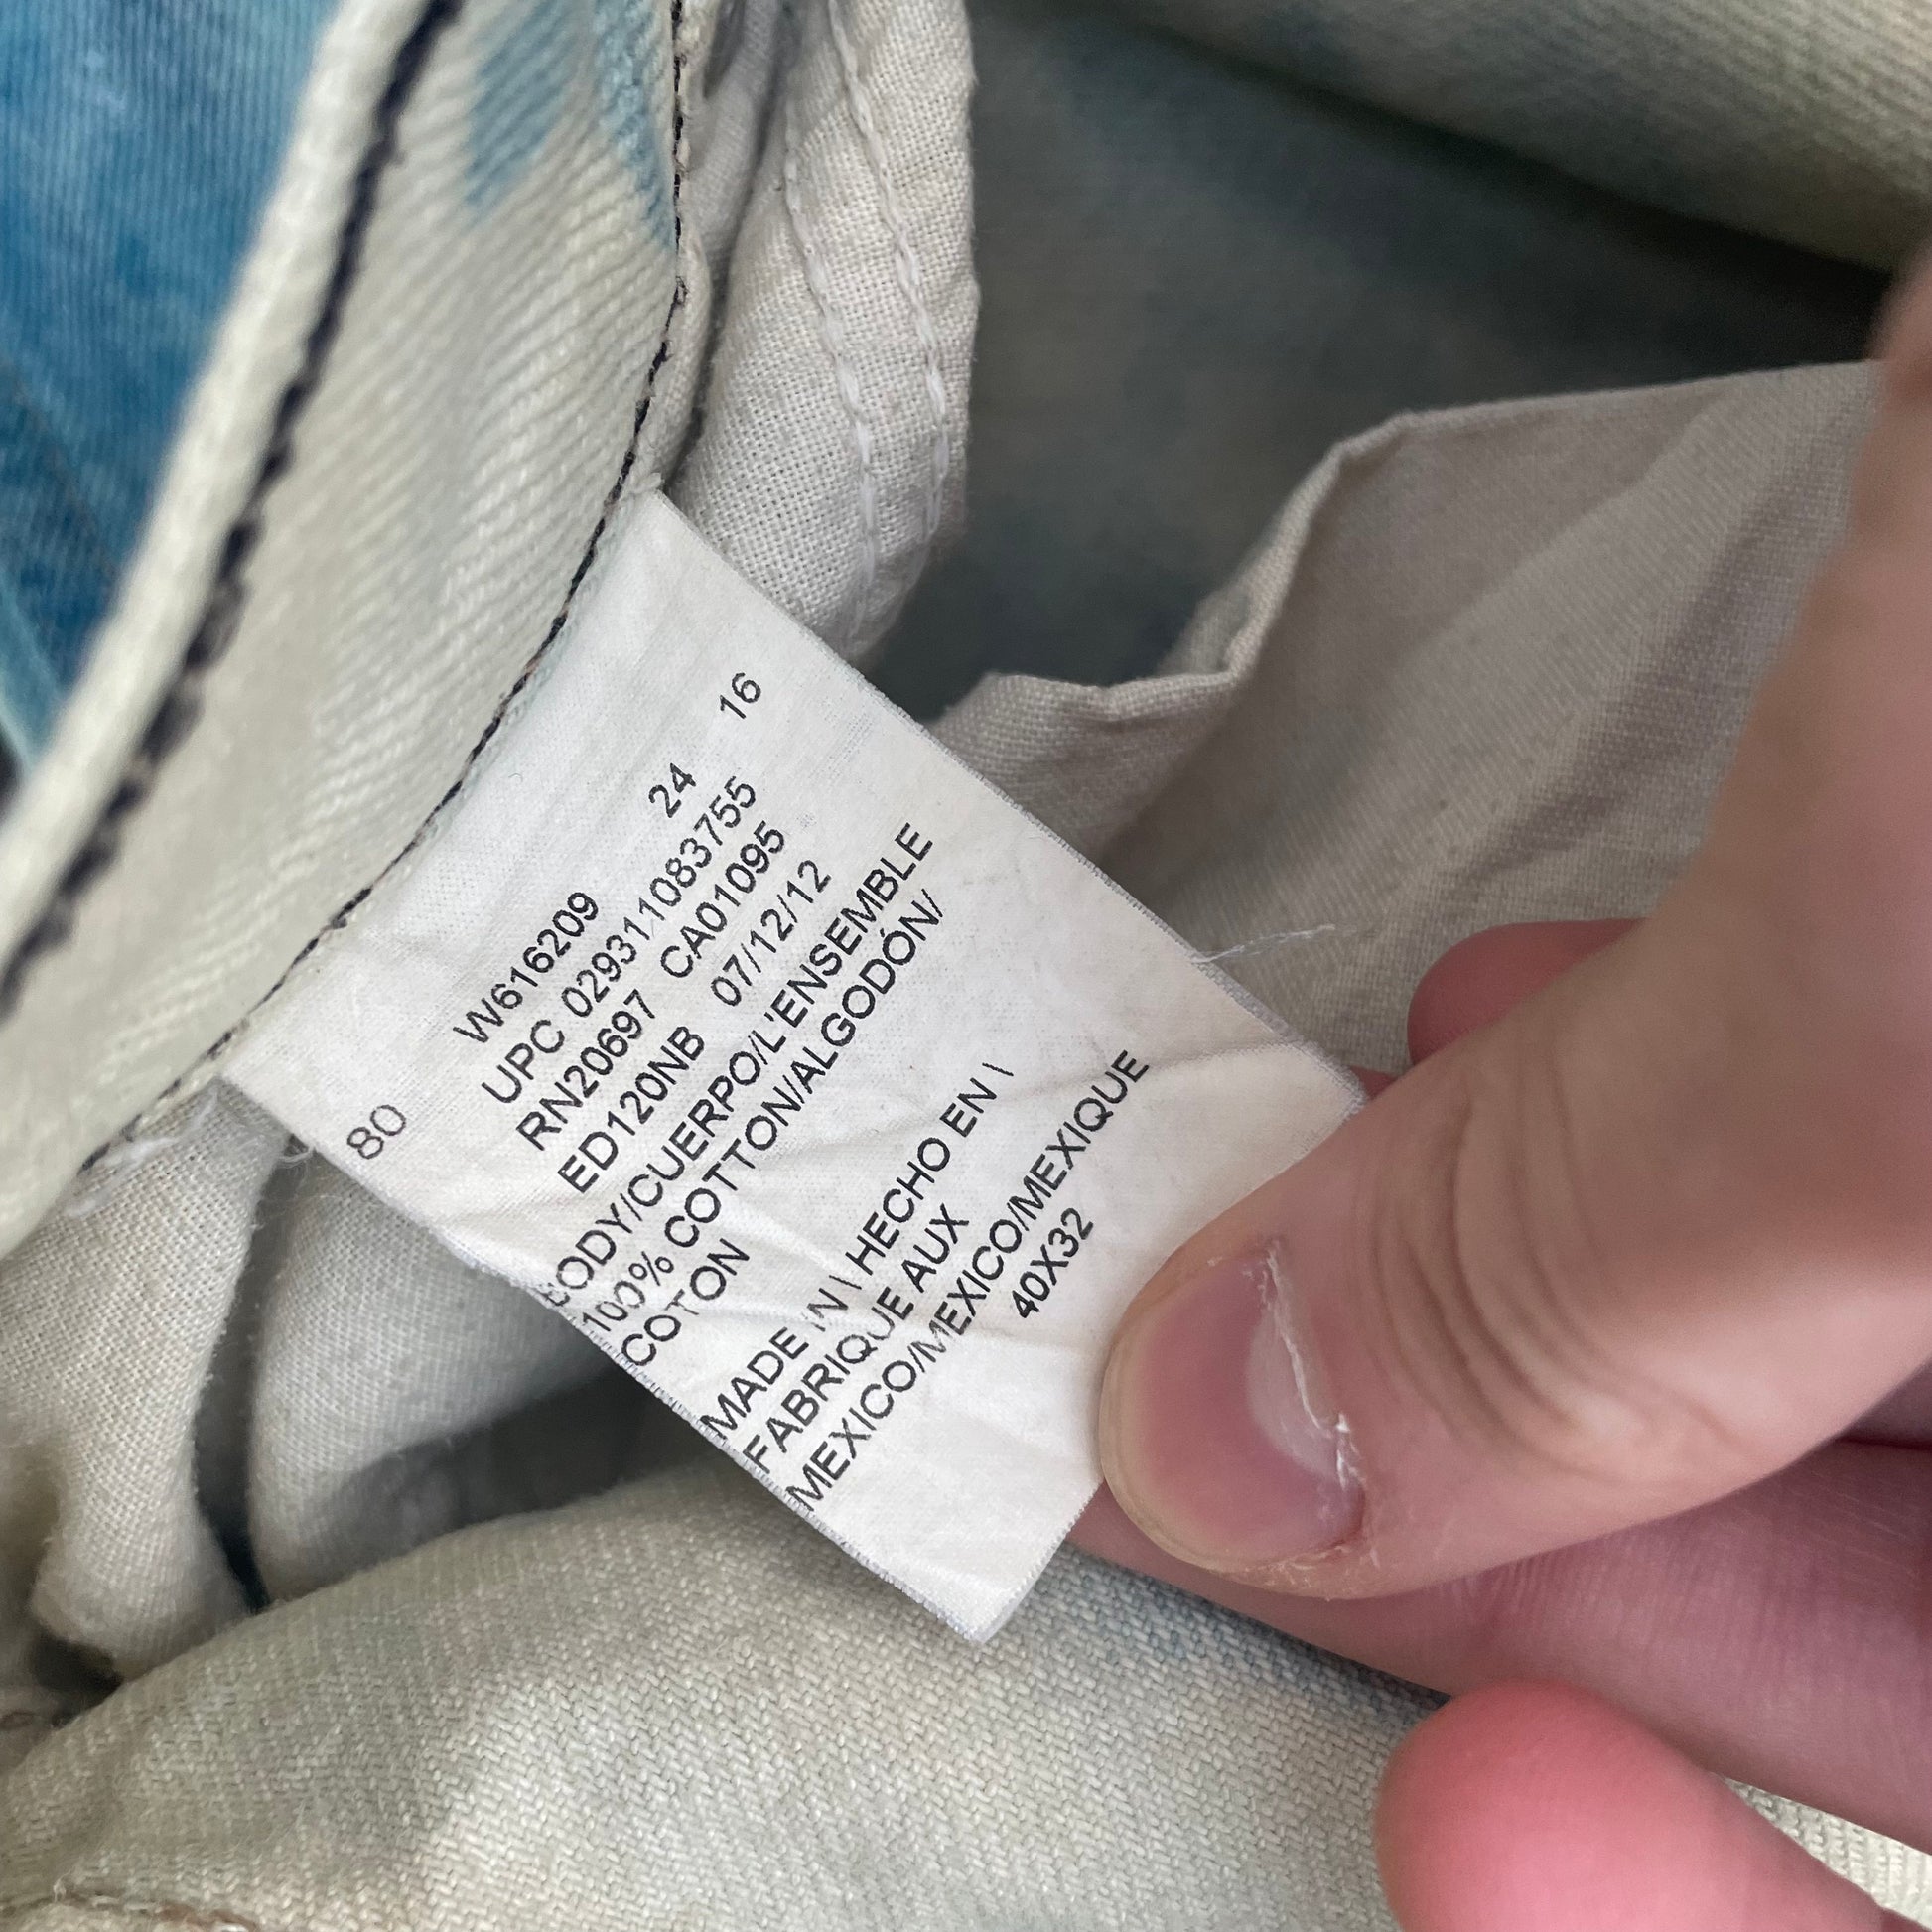 80 24 16
W616209
UPC 029311083755
RN20697 CA01095
ED120NB 07/12/12
BODY/CUERPO/L'ENSEMBLE
100% COTTON/ALGODÓN/
COTON
MADE IN \ HECHO EN \
FABRIQUE AUX
MEXICO/MEXICO/MEXIQUE
40X32